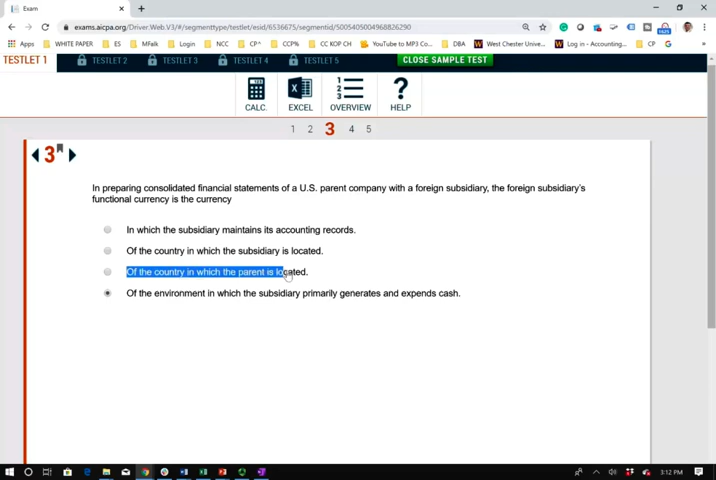 Exam
exams.aicpa.org/Driver.Web.V3/#/segmenttype/testlet/esid/6536675/segmentid/5005405004968826290
Apps WHITE PAPER ES MFalk Login NCC CP^ CCP% CC KOP CH YouTube to MP3 Co... DBA West Chester Unive... Log in - Accounting... CP »
TESTLET 1 TESTLET 2 TESTLET 3 TESTLET 4 TESTLET 5 CLOSE SAMPLE TEST
CALC. EXCEL OVERVIEW HELP
1 2 3 4 5
3
In preparing consolidated financial statements of a U.S. parent company with a foreign subsidiary, the foreign subsidiary's
functional currency is the currency
In which the subsidiary maintains its accounting records.
Of the country in which the subsidiary is located.
Of the country in which the parent is located.
Of the environment in which the subsidiary primarily generates and expends cash.
3:12 PM